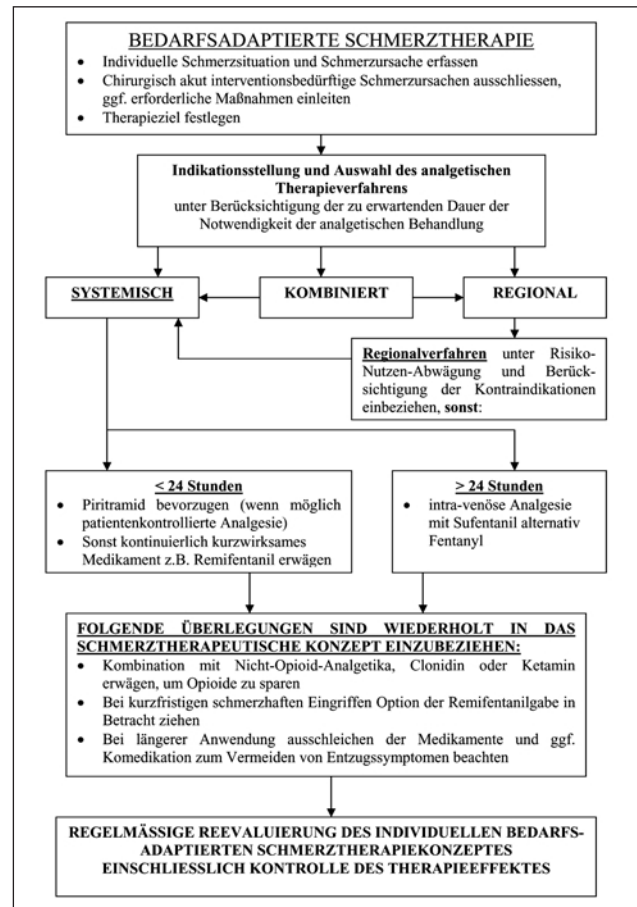 BEDARFSADAPTIERTE SCHMERZTHERAPIE
• Individuelle Schmerzsituation und Schmerzursache erfassen
• Chirurgisch akut interventionsbedürftige Schmerzursachen ausschliessen,
ggf. erforderliche Maßnahmen einleiten
• Therapieziel festlegen
Indikationsstellung und Auswahl des analgetischen
Therapieverfahrens
unter Berücksichtigung der zu erwartenden Dauer der
Notwendigkeit der analgetischen Behandlung
SYSTEMISCH
KOMBINIERT
REGIONAL
Regionalverfahren unter Risiko-
Nutzen-Abwägung und Berück-
sichtigung der Kontraindikationen
einbeziehen, sonst:
< 24 Stunden
• Piritramid bevorzugen (wenn möglich
patientenkontrollierte Analgesie)
• Sonst kontinuierlich kurzwirksames
Medikament z.B. Remifentanil erwägen
> 24 Stunden
• intra-venöse Analgesie
mit Sufentanil alternativ
Fentanyl
FOLGENDE ÜBERLEGUNGEN SIND WIEDERHOLT IN DAS
SCHMERZTHERAPEUTISCHE KONZEPT EINZUBEZIEHEN:
• Kombination mit Nicht-Opioid-Analgetika, Clonidin oder Ketamin
erwägen, um Opioide zu sparen
• Bei kurzfristigen schmerzhaften Eingriffen Option der Remifentanilgabe in
Betracht ziehen
• Bei längerer Anwendung ausschleichen der Medikamente und ggf.
Komedikation zum Vermeiden von Entzugssymptomen beachten
REGELMÄSSIGE REEVALUIERUNG DES INDIVIDUELLEN BEDARFS-
ADAPTIERTEN SCHMERZTHERAPIEKONZEPTES
EINSCHLIESSLICH KONTROLLE DES THERAPIEEFFEKTES